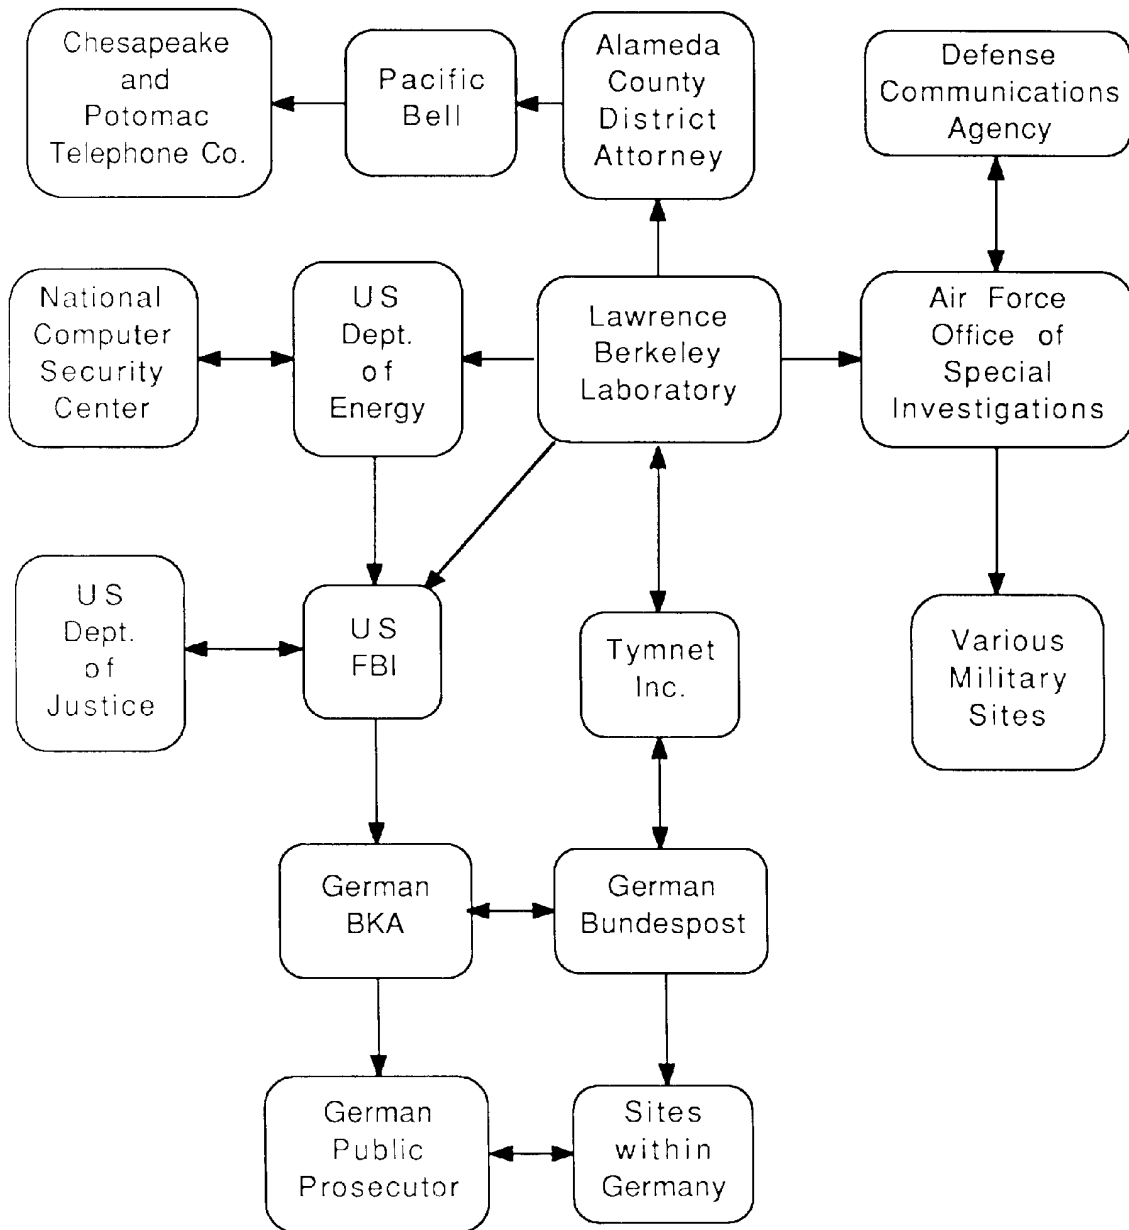 Chesapeake
and
Potomac
Telephone Co.
Pacific
Bell
Alameda
County
District
Attorney
Defense
Communications
Agency
National
Computer
Security
Center
US
Dept.
of
Energy
Lawrence
Berkeley
Laboratory
Air Force
Office of
Special
Investigations
US
Dept.
of
Justice
US
FBI
Tymnet
Inc.
Various
Military
Sites
German
BKA
German
Bundespost
German
Public
Prosecutor
Sites
within
Germany